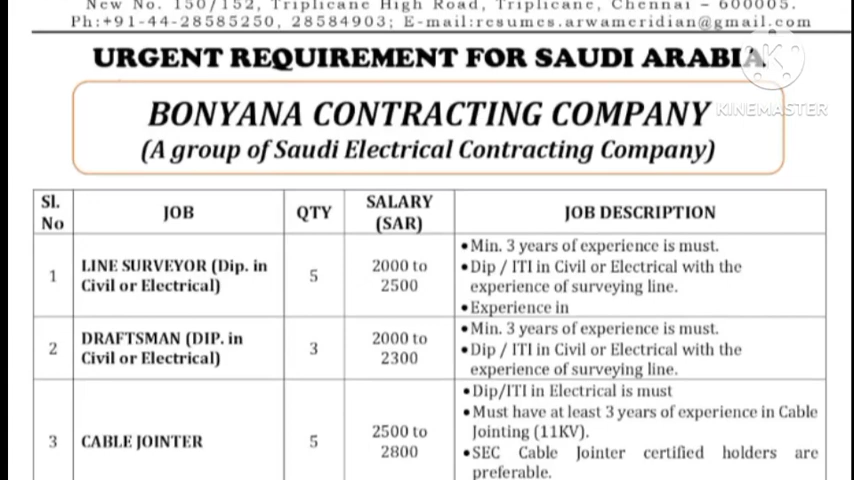 New No. 150/152, Triplicane High Road, Triplicane, Chennai – 600005.
Ph:+91-44-28585250, 28584903; E-mail:resumes.arwameridian@gmail.com
URGENT REQUIREMENT FOR SAUDI ARABIA
KINEMASTER
BONYANA CONTRACTING COMPANY
(A group of Saudi Electrical Contracting Company)
Sl. No JOB QTY SALARY (SAR) JOB DESCRIPTION
1 LINE SURVEYOR (Dip. in Civil or Electrical) 5 2000 to 2500
•Min. 3 years of experience is must.
•Dip / ITI in Civil or Electrical with the
experience of surveying line.
•Experience in
2 DRAFTSMAN (DIP. in Civil or Electrical) 3 2000 to 2300
•Min. 3 years of experience is must.
•Dip / ITI in Civil or Electrical with the
experience of surveying line.
3 CABLE JOINTER 5 2500 to 2800
•Dip/ITI in Electrical is must
•Must have at least 3 years of experience in Cable
Jointing (11KV).
•SEC Cable Jointer certified holders are
preferable.